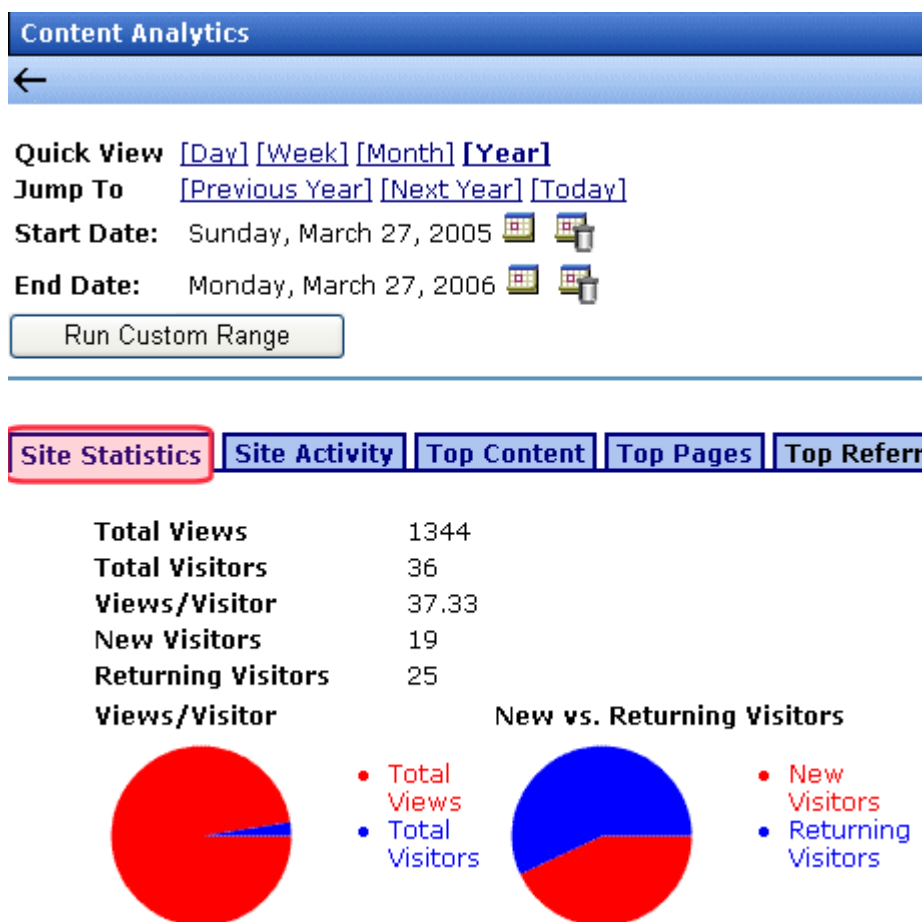 Content Analytics
Quick View [Day] [Week] [Month] [Year]
Jump To [Previous Year] [Next Year] [Today]
Start Date: Sunday, March 27, 2005
End Date: Monday, March 27, 2006
Run Custom Range
Site Statistics Site Activity Top Content Top Pages Top Referr
Total Views 1344
Total Visitors 36
Views/Visitor 37.33
New Visitors 19
Returning Visitors 25
Views/Visitor New vs. Returning Visitors
Total Views
Total Visitors
New Visitors
Returning Visitors